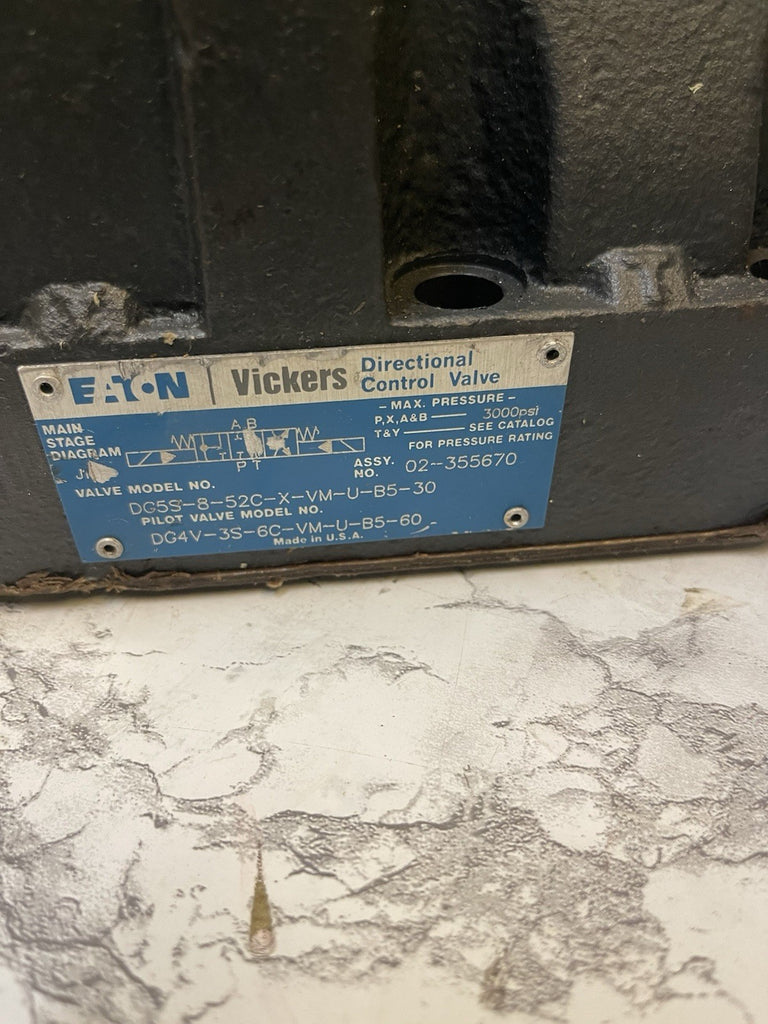 EATON | Vickers Directional
Control Valve
MAIN
STAGE
DIAGRAM
A B
P T
– MAX. PRESSURE –
P,X,A&B — 3000psi
T&Y — SEE CATALOG
FOR PRESSURE RATING
ASSY. NO. 02-355670
VALVE MODEL NO.
DG5S-8-52C-X-VM-U-B5-30
PILOT VALVE MODEL NO.
DG4V-3S-6C-VM-U-B5-60
Made in U.S.A.